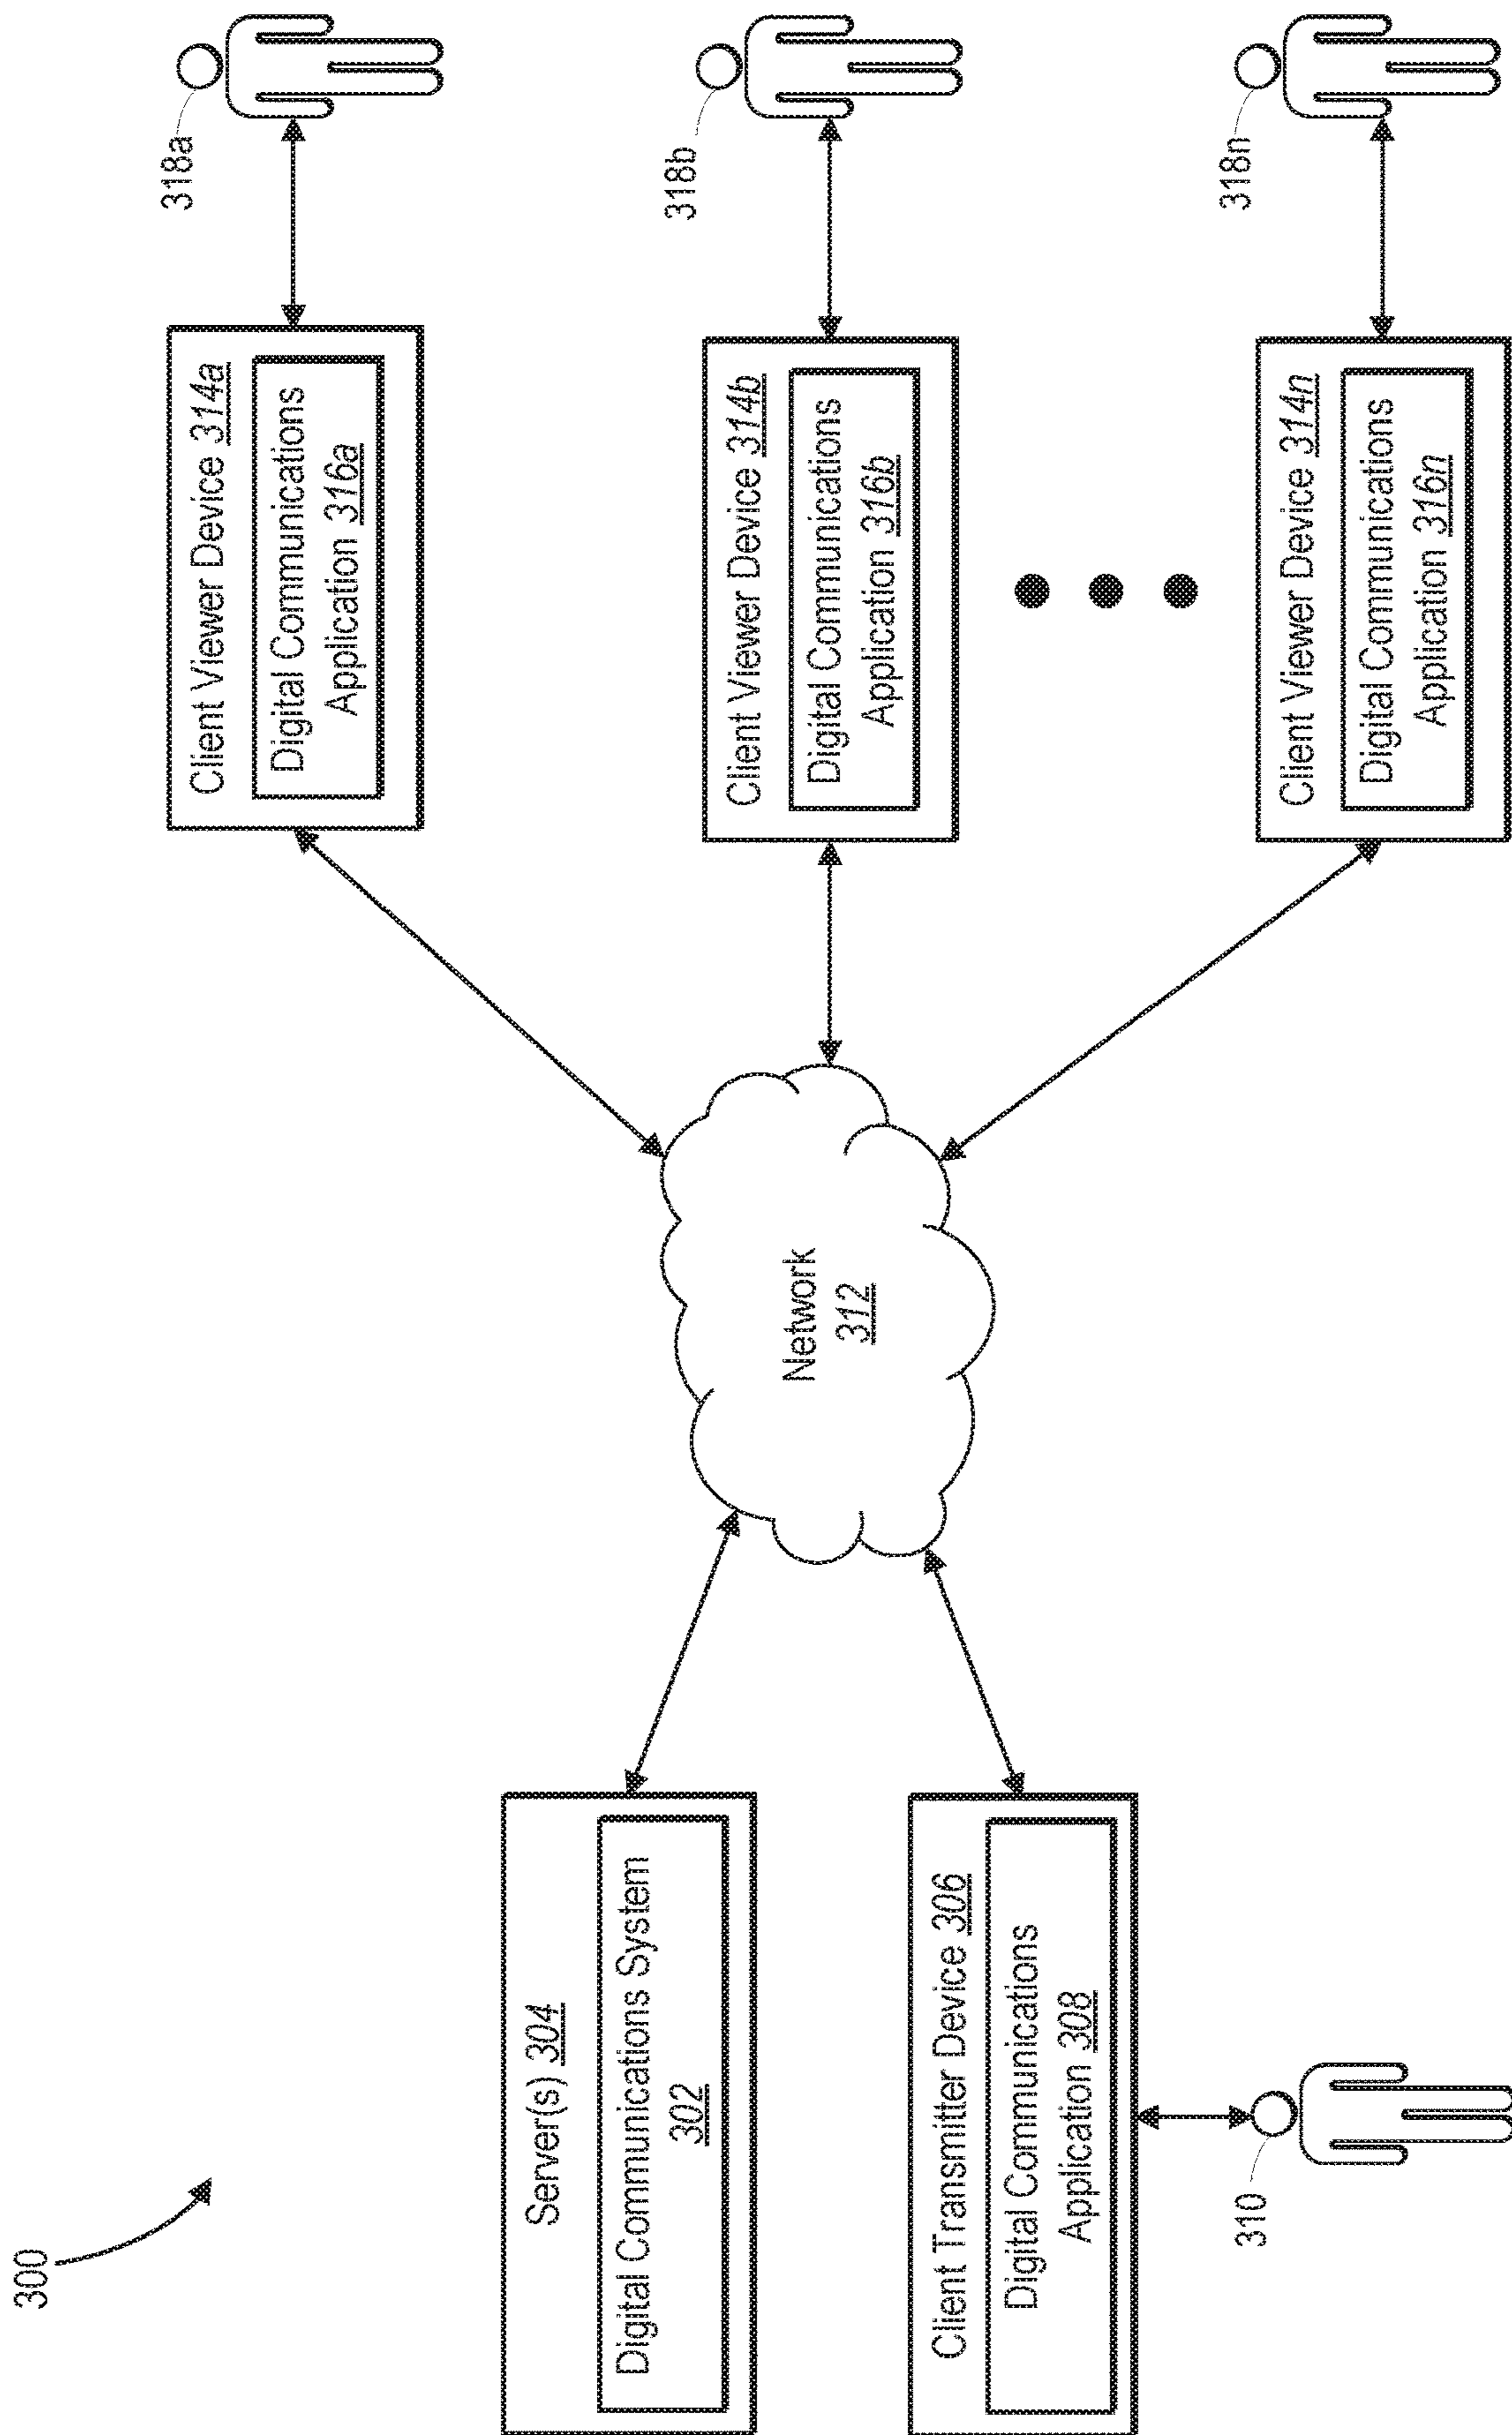 300
Server(s) 304
Digital Communications System
302
Client Transmitter Device 306
Digital Communications
Application 308
310
Network
312
Client Viewer Device 314a
Digital Communications
Application 316a
318a
Client Viewer Device 314b
Digital Communications
Application 316b
318b
Client Viewer Device 314n
Digital Communications
Application 316n
318n